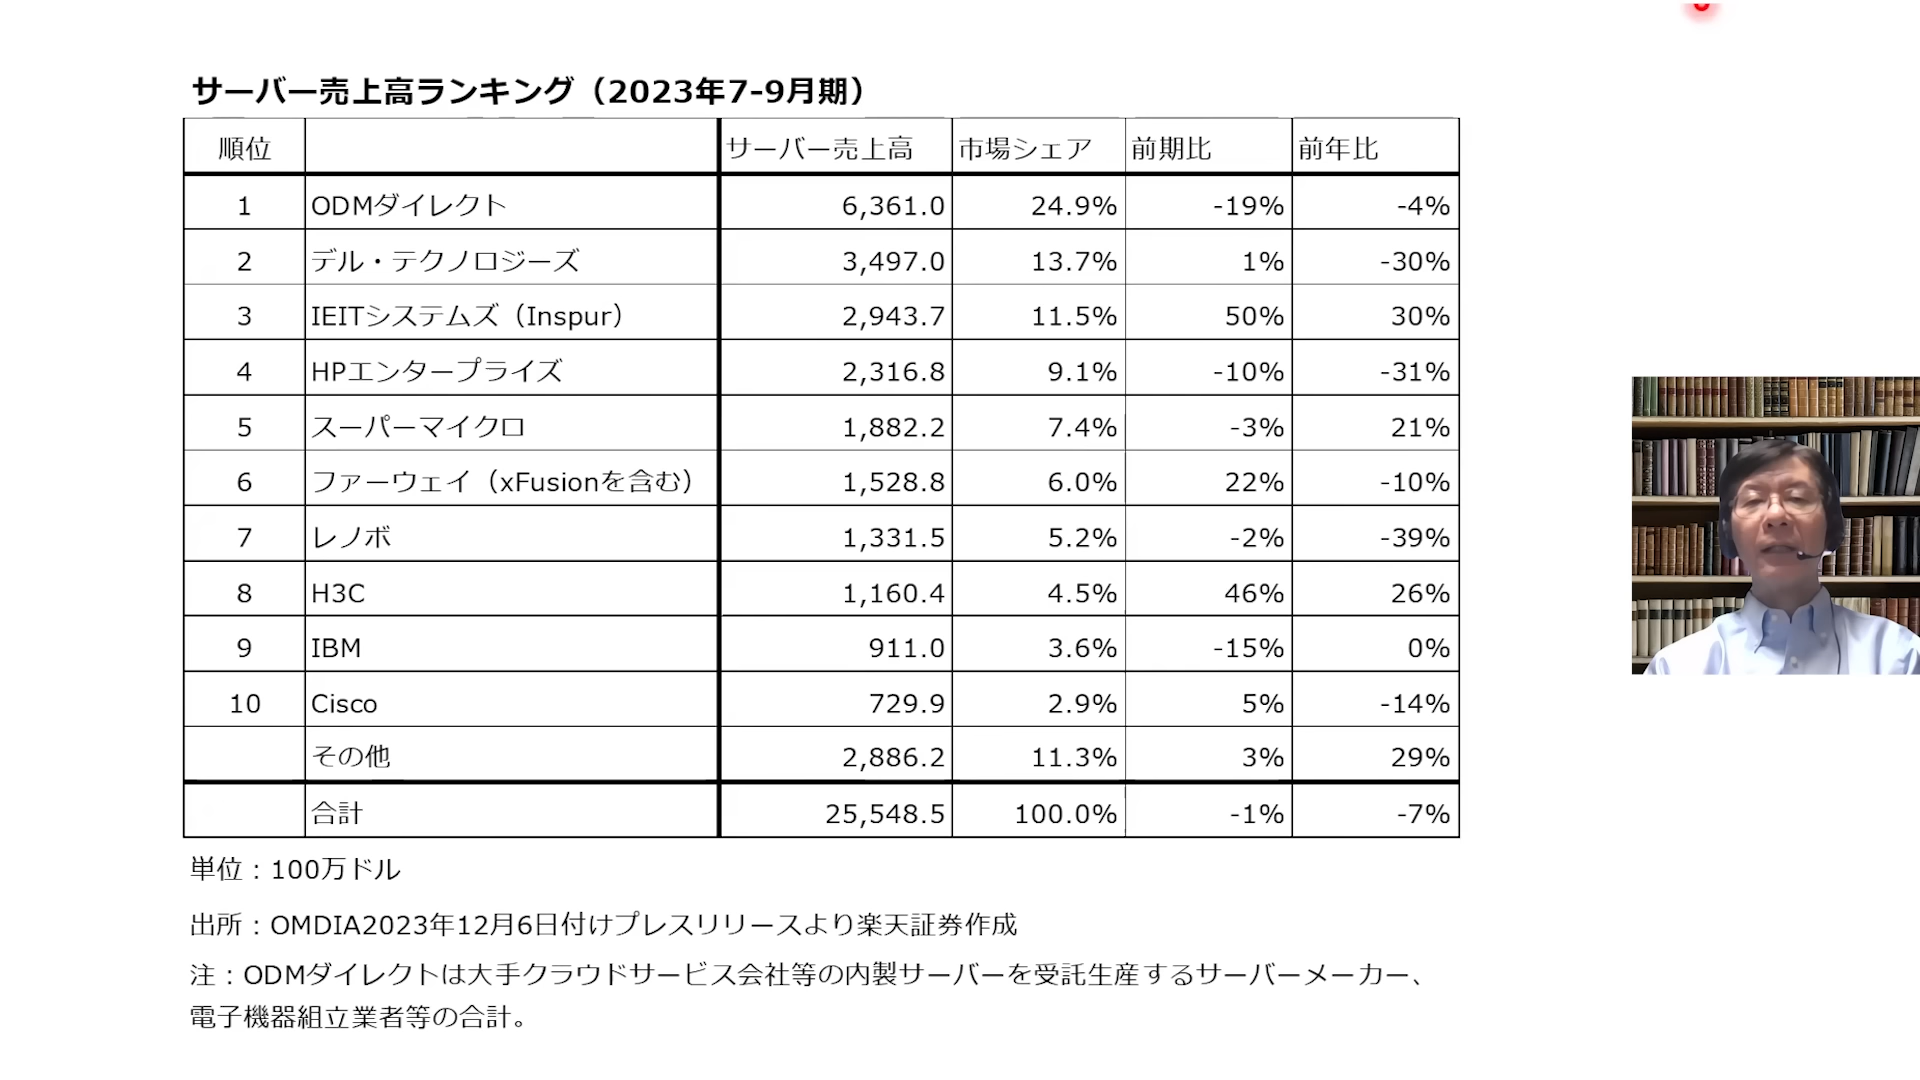 サーバー売上高ランキング（2023年7-9月期）
順位 サーバー売上高 市場シェア 前期比 前年比
1 ODMダイレクト 6,361.0 24.9% -19% -4%
2 デル・テクノロジーズ 3,497.0 13.7% 1% -30%
3 IEITシステムズ（Inspur） 2,943.7 11.5% 50% 30%
4 HPエンタープライズ 2,316.8 9.1% -10% -31%
5 スーパーマイクロ 1,882.2 7.4% -3% 21%
6 ファーウェイ（xFusionを含む） 1,528.8 6.0% 22% -10%
7 レノボ 1,331.5 5.2% -2% -39%
8 H3C 1,160.4 4.5% 46% 26%
9 IBM 911.0 3.6% -15% 0%
10 Cisco 729.9 2.9% 5% -14%
その他 2,886.2 11.3% 3% 29%
合計 25,548.5 100.0% -1% -7%
単位：100万ドル
出所：OMDIA2023年12月6日付けプレスリリースより楽天証券作成
注：ODMダイレクトは大手クラウドサービス会社等の内製サーバーを受託生産するサーバーメーカー、
電子機器組立業者等の合計。